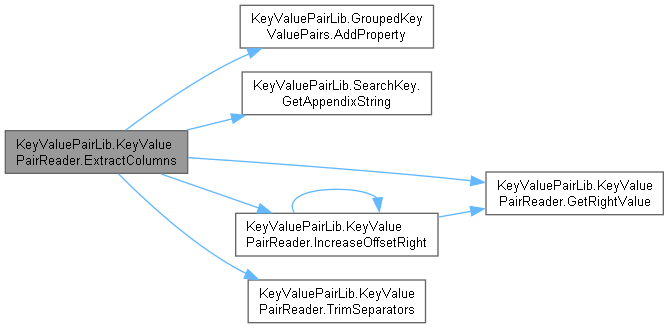 KeyValuePairLib.GroupedKey
ValuePairs.AddProperty
KeyValuePairLib.SearchKey.
GetAppendixString
KeyValuePairLib.KeyValue
PairReader.ExtractColumns
KeyValuePairLib.KeyValue
PairReader.GetRightValue
KeyValuePairLib.KeyValue
PairReader.IncreaseOffsetRight
KeyValuePairLib.KeyValue
PairReader.TrimSeparators